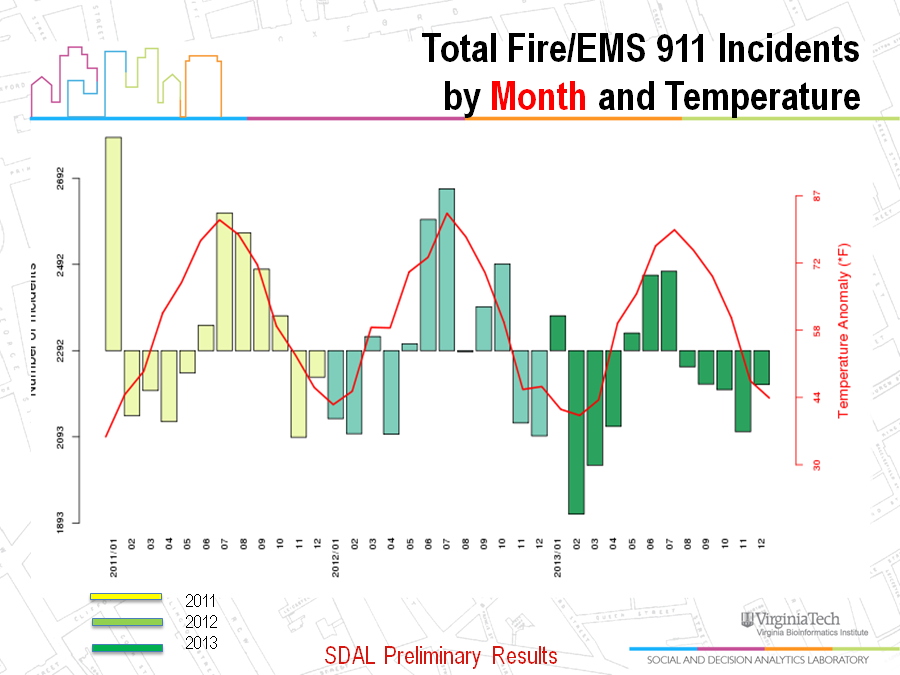 Total Fire/EMS 911 Incidents
by Month and Temperature
2692
2492
2292
2093
1893
Number of Incidents
87
72
58
44
30
Temperature Anomaly (*F)
2011/01 02 03 04 05 06 07 08 09 10 11 12 2012/01 02 03 04 05 06 07 08 09 10 11 12 2013/01 02 03 04 05 06 07 08 09 10 11 12
2011
2012
2013
SDAL Preliminary Results
VirginiaTech
Virginia Bioinformatics Institute
SOCIAL AND DECISION ANALYTICS LABORATORY